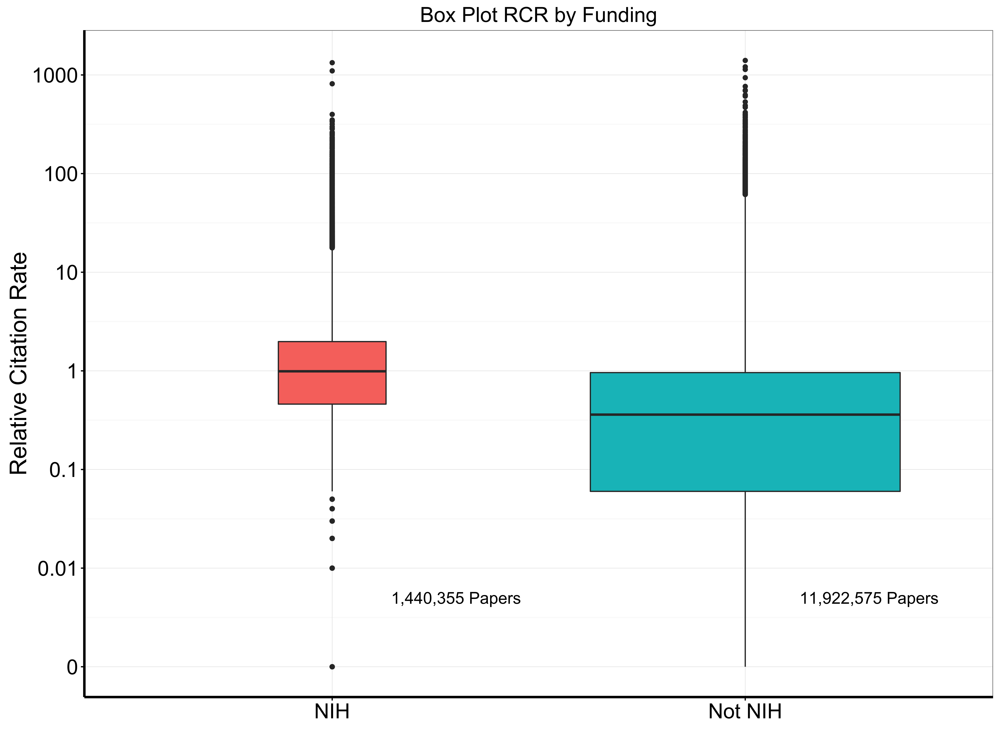 Box Plot RCR by Funding
Relative Citation Rate
1000
100
10
1
0.1
0.01
0
1,440,355 Papers
11,922,575 Papers
NIH
Not NIH